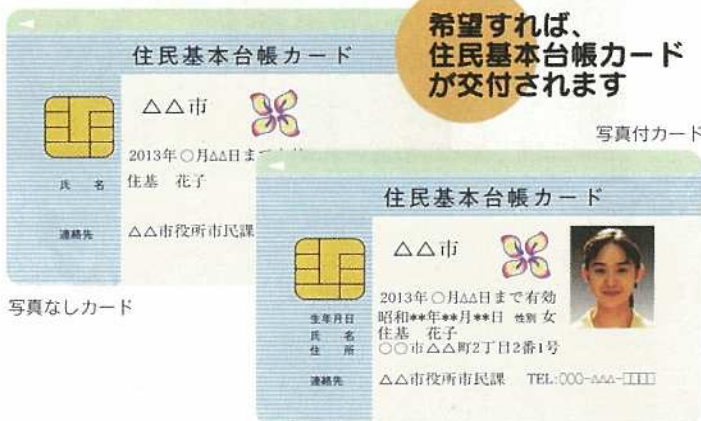 希望すれば、
住民基本台帳カード
が交付されます
住民基本台帳カード
△△市
2013年○月△△日まで
氏 名 住基 花子
連絡先 △△市役所市民課
写真なしカード
写真付カード
住民基本台帳カード
△△市
2013年○月△△日まで有効
生年月日 昭和**年**月**日 性別 女
氏 名 住基 花子
住 所 ○○市△△町2丁目2番1号
連絡先 △△市役所市民課 TEL:○○○-△△△-□□□□